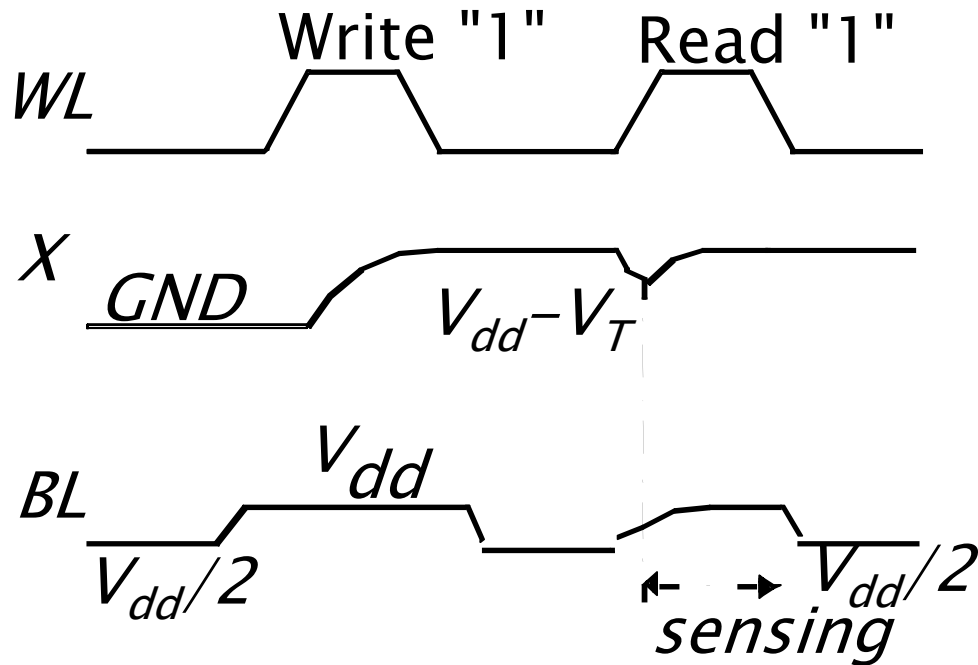 Write "1" Read "1"
WL
X
GND
Vdd−VT
Vdd
BL
Vdd/2 Vdd/2
sensing